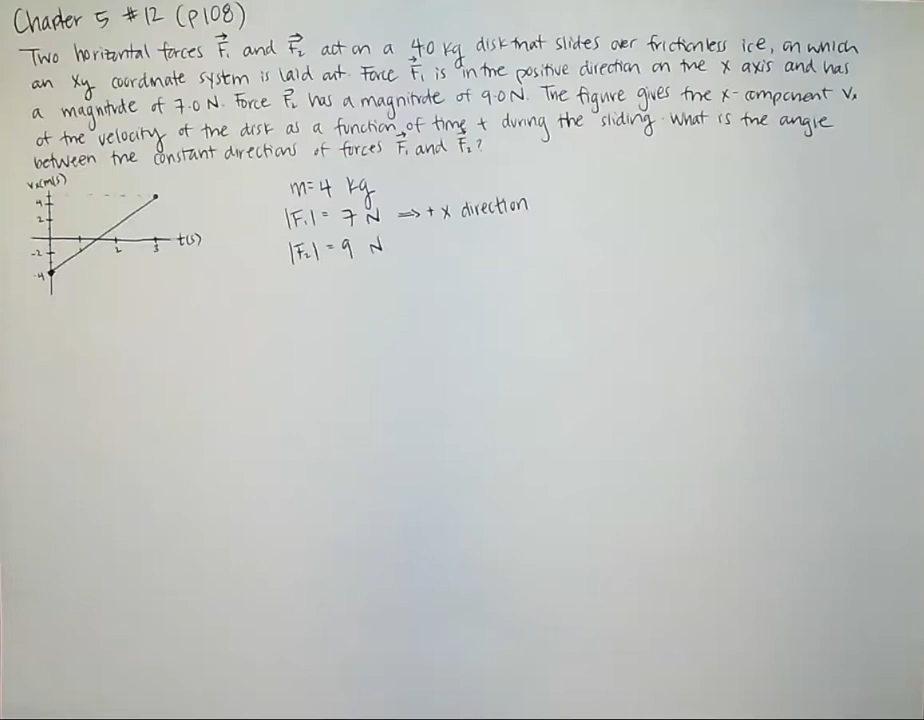 Chapter 5 #12 (p108)
Two horizontal forces F₁ and F₂ act on a 4.0 kg disk that slides over frictionless ice, on which
an xy coordinate system is laid out. Force F₁ is in the positive direction on the x axis and has
a magnitude of 7.0 N. Force F₂ has a magnitude of 9.0 N. The figure gives the x-component Vₓ
of the velocity of the disk as a function of time t during the sliding. What is the angle
between the constant directions of forces F₁ and F₂?
vₓ(m/s)
4
2
-2
-4
2
3
t(s)
m=4 kg
|F₁| = 7 N ⟹ + x direction
|F₂| = 9 N